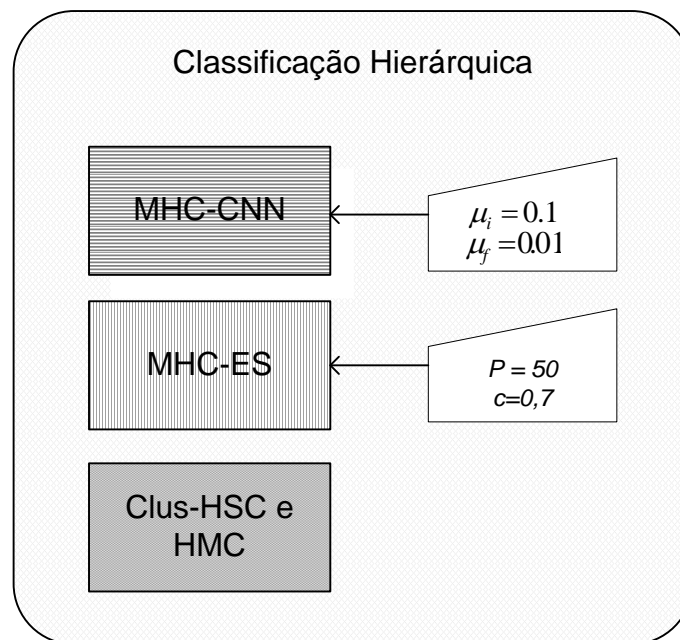 Classificação Hierárquica
MHC-CNN
μi = 0.1
μf = 0.01
MHC-ES
P = 50
c=0,7
Clus-HSC e
HMC